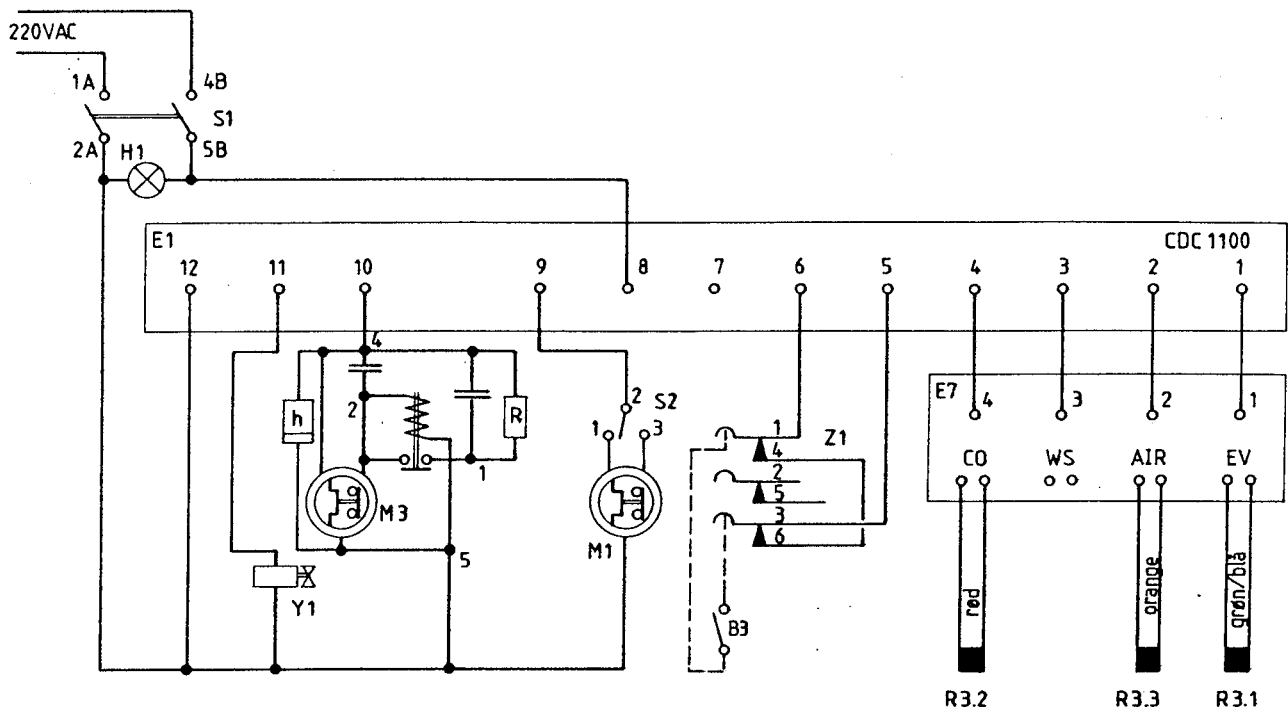 220VAC
1A 4B
S1
2A H1 5B
E1 CDC 1100
12 11 10 9 8 7 6 5 4 3 2 1
4
E7 4 3 2 1
h 2 R
2 S2
1 3
1 Z1
4
2
5
3
6
1
CO WS AIR EV
M3
5
M1
Y1
B3
rød orange grøn/blå
R3.2 R3.3 R3.1